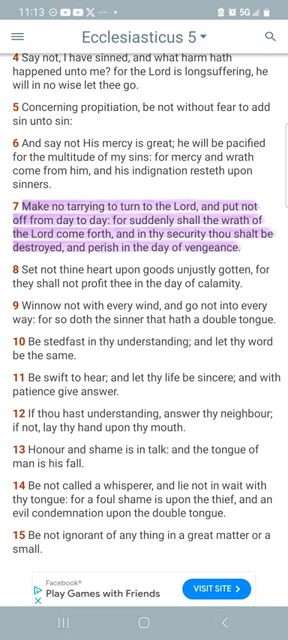 11:13
5G
Ecclesiasticus 5
4 Say not, I have sinned, and what harm hath
happened unto me? for the Lord is longsuffering, he
will in no wise let thee go.
5 Concerning propitiation, be not without fear to add
sin unto sin:
6 And say not His mercy is great; he will be pacified
for the multitude of my sins: for mercy and wrath
come from him, and his indignation resteth upon
sinners.
7 Make no tarrying to turn to the Lord, and put not
off from day to day: for suddenly shall the wrath of
the Lord come forth, and in thy security thou shalt be
destroyed, and perish in the day of vengeance.
8 Set not thine heart upon goods unjustly gotten, for
they shall not profit thee in the day of calamity.
9 Winnow not with every wind, and go not into every
way: for so doth the sinner that hath a double tongue.
10 Be stedfast in thy understanding; and let thy word
be the same.
11 Be swift to hear; and let thy life be sincere; and with
patience give answer.
12 If thou hast understanding, answer thy neighbour;
if not, lay thy hand upon thy mouth.
13 Honour and shame is in talk: and the tongue of
man is his fall.
14 Be not called a whisperer, and lie not in wait with
thy tongue: for a foul shame is upon the thief, and an
evil condemnation upon the double tongue.
15 Be not ignorant of any thing in a great matter or a
small.
Facebook®
Play Games with Friends
VISIT SITE